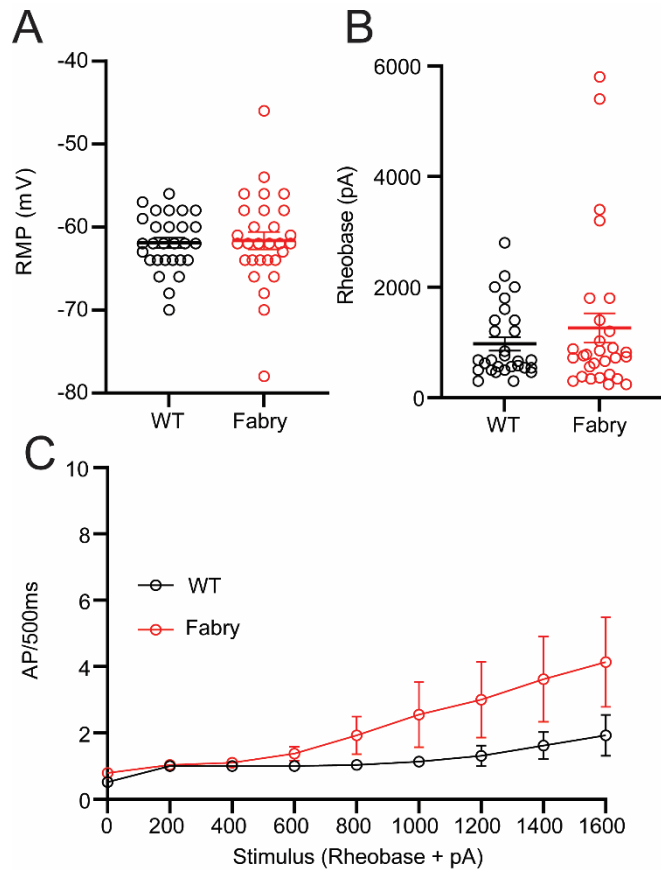 A
-40
-50
-60
-70
-80
RMP (mV)
WT
Fabry
B
6000
4000
2000
0
Rheobase (pA)
WT
Fabry
C
10
8
6
4
2
0
AP/500ms
WT
Fabry
0 200 400 600 800 1000 1200 1400 1600
Stimulus (Rheobase + pA)